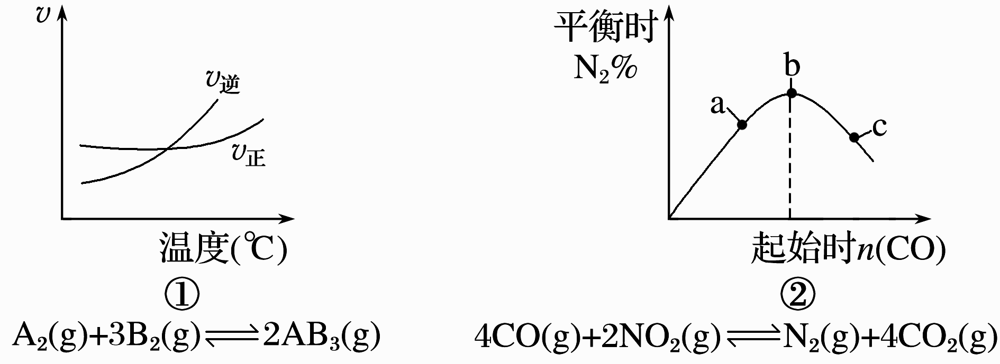 v
v逆
v正
温度(℃)
①
A₂(g)+3B₂(g)⇌2AB₃(g)
平衡时
N₂%
a
b
c
起始时n(CO)
②
4CO(g)+2NO₂(g)⇌N₂(g)+4CO₂(g)